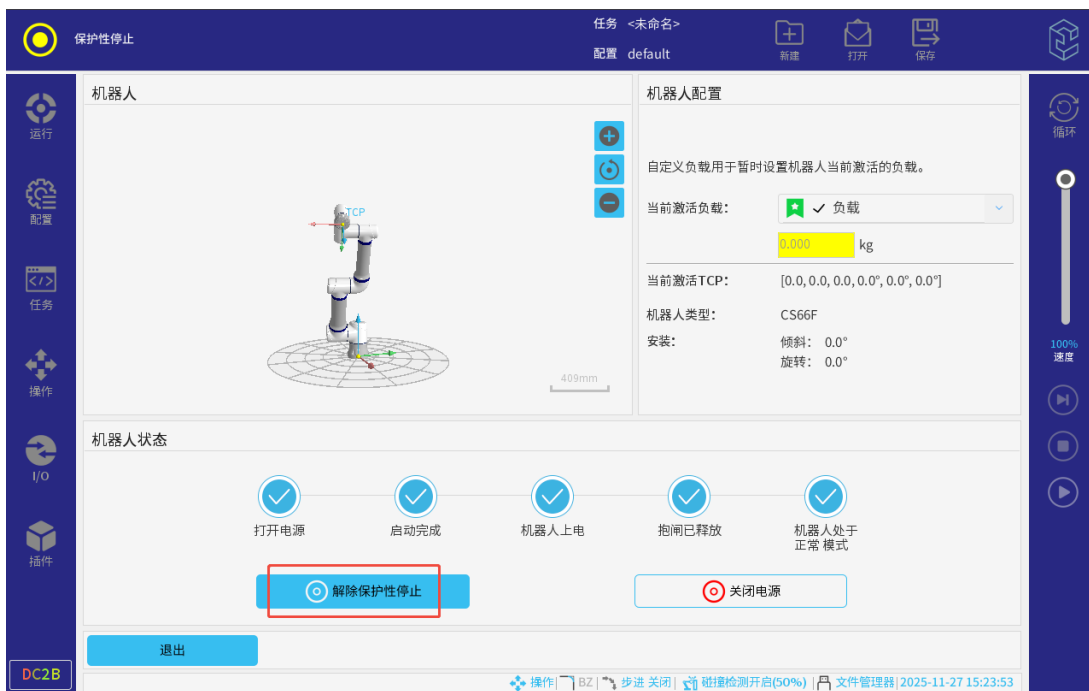 保护性停止
任务 <未命名>
配置 default
新建
打开
保存
运行
配置
任务
操作
I/O
插件
DC2B
机器人
TCP
409mm
机器人配置
自定义负载用于暂时设置机器人当前激活的负载。
当前激活负载： 负载
0.000 kg
当前激活TCP： [0.0, 0.0, 0.0, 0.0°, 0.0°, 0.0°]
机器人类型： CS66F
安装： 倾斜： 0.0°
旋转： 0.0°
循环
100%
速度
机器人状态
打开电源
启动完成
机器人上电
抱闸已释放
机器人处于
正常 模式
解除保护性停止
关闭电源
退出
操作| BZ| 步进 关闭| 碰撞检测开启(50%) | 文件管理器| 2025-11-27 15:23:53